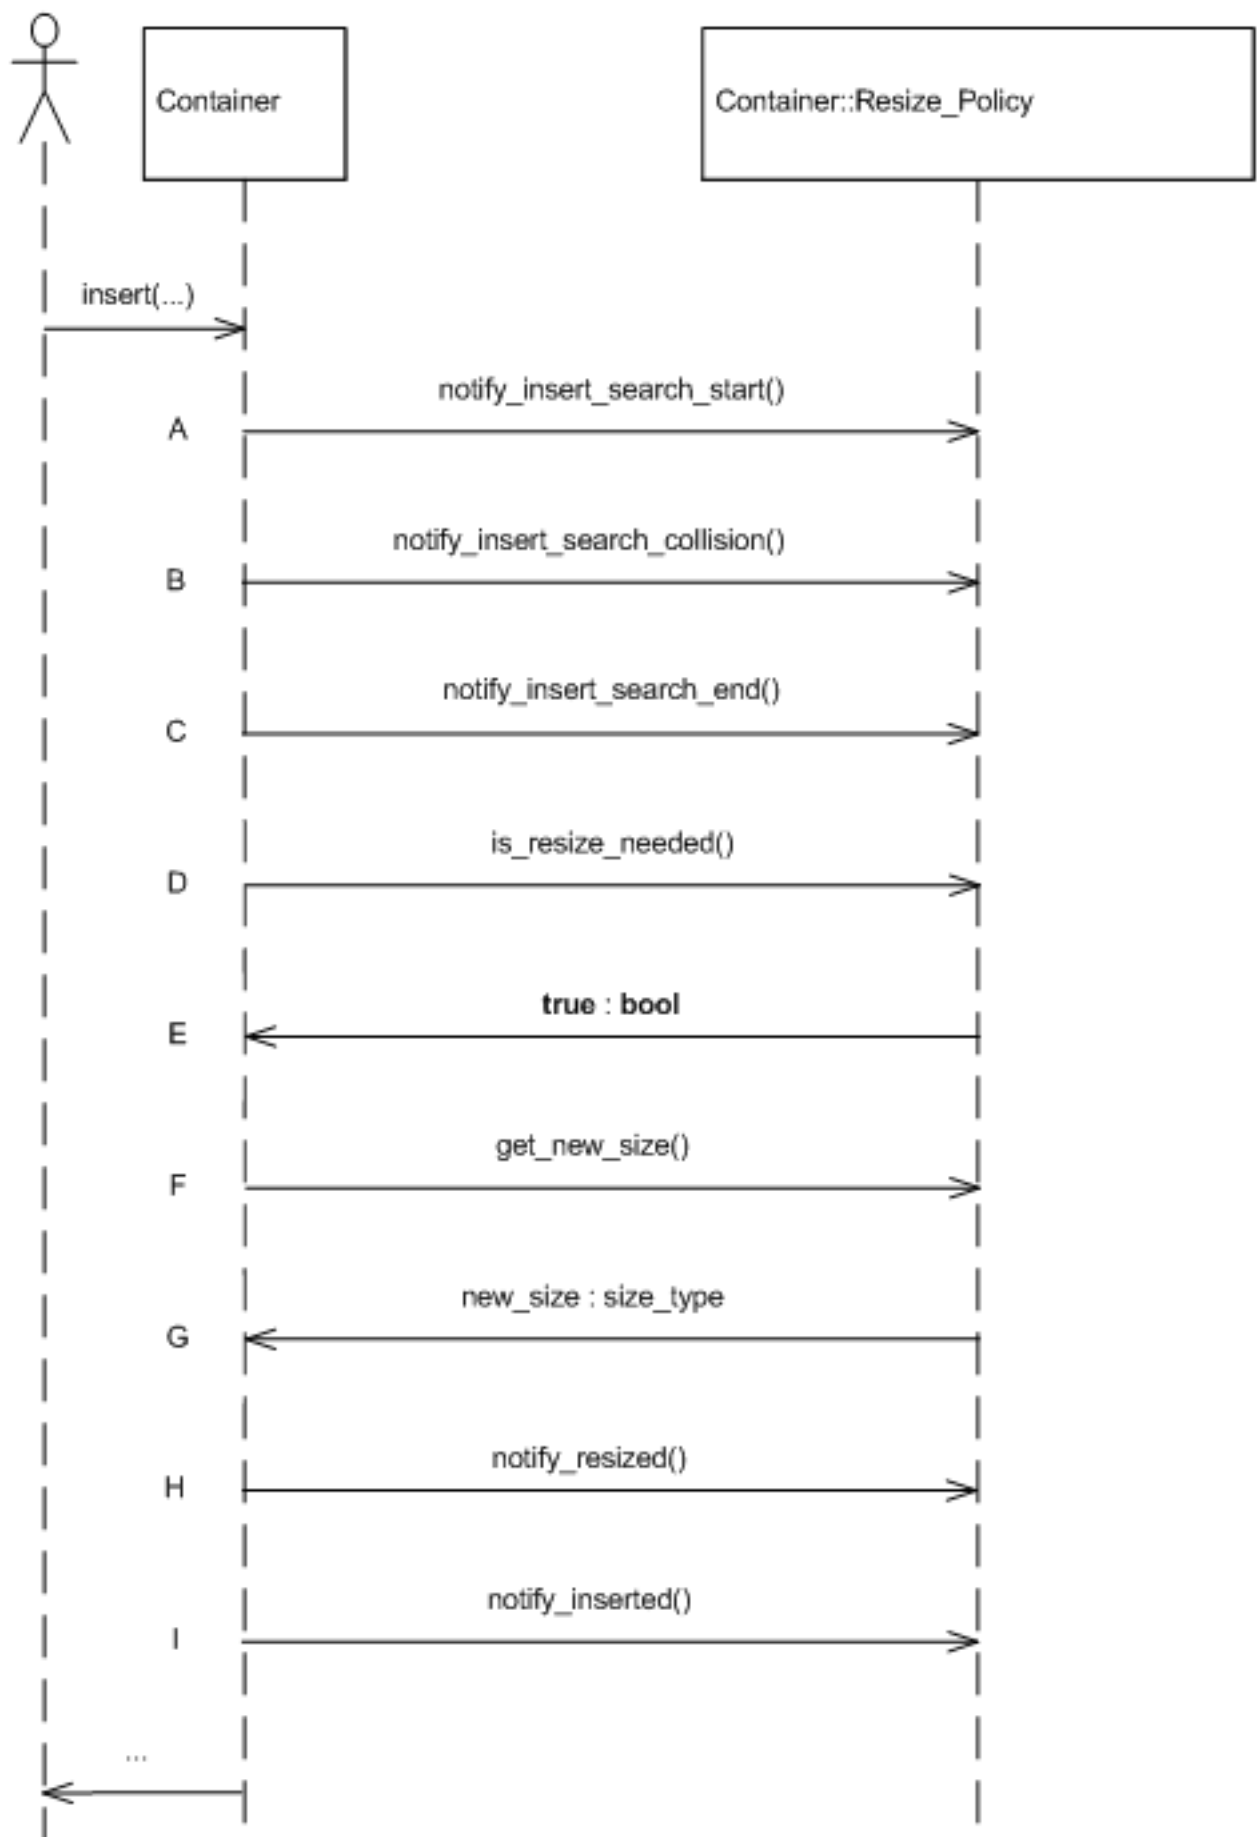 Container
Container::Resize_Policy
insert(...)
notify_insert_search_start()
A
notify_insert_search_collision()
B
notify_insert_search_end()
C
is_resize_needed()
D
true : bool
E
get_new_size()
F
new_size : size_type
G
notify_resized()
H
notify_inserted()
I
...